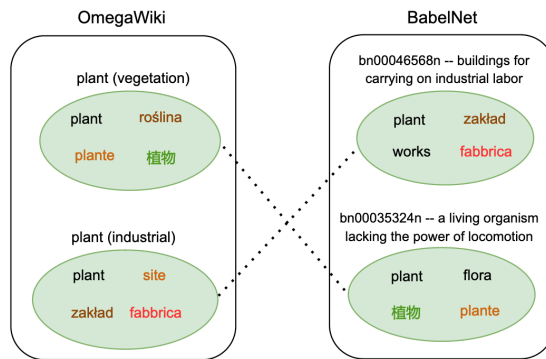 OmegaWiki
plant (vegetation)
plant roślina
plante 植物
plant (industrial)
plant site
zakład fabbrica
BabelNet
bn00046568n -- buildings for
carrying on industrial labor
plant zakład
works fabbrica
bn00035324n -- a living organism
lacking the power of locomotion
plant flora
植物 plante